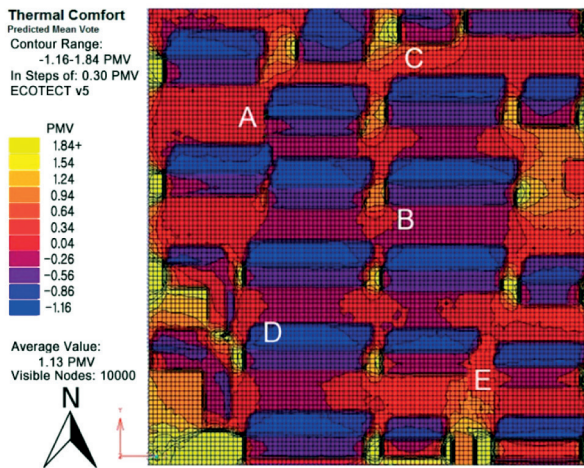 Thermal Comfort
Predicted Mean Vote
Contour Range:
-1.16-1.84 PMV
In Steps of: 0.30 PMV
ECOTECT v5
PMV
1.84+
1.54
1.24
0.94
0.64
0.34
0.04
-0.26
-0.56
-0.86
-1.16
Average Value:
1.13 PMV
Visible Nodes: 10000
N
C
A
B
D
E